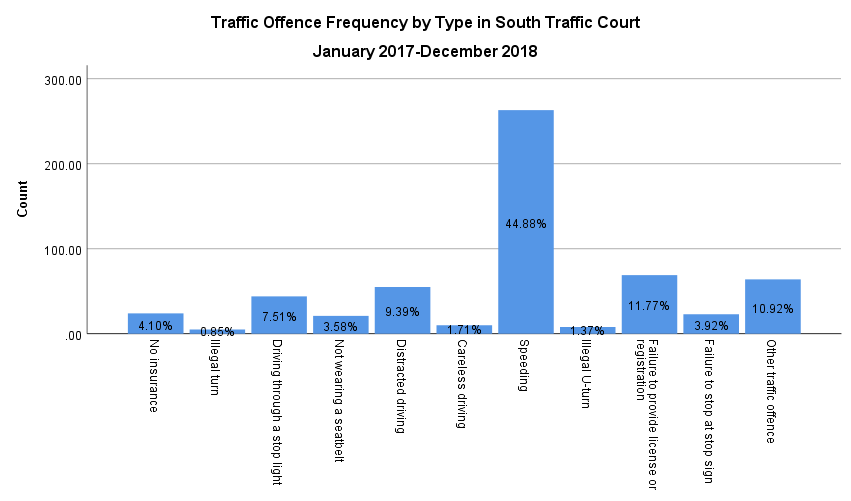 Traffic Offence Frequency by Type in South Traffic Court
January 2017-December 2018
Count
300.00
200.00
100.00
.00
4.10%
0.85%
7.51%
3.58%
9.39%
1.71%
44.88%
1.37%
11.77%
3.92%
10.92%
No insurance
Illegal turn
Driving through a stop light
Not wearing a seatbelt
Distracted driving
Careless driving
Speeding
Illegal U-turn
Failure to provide license or
registration
Failure to stop at stop sign
Other traffic offence